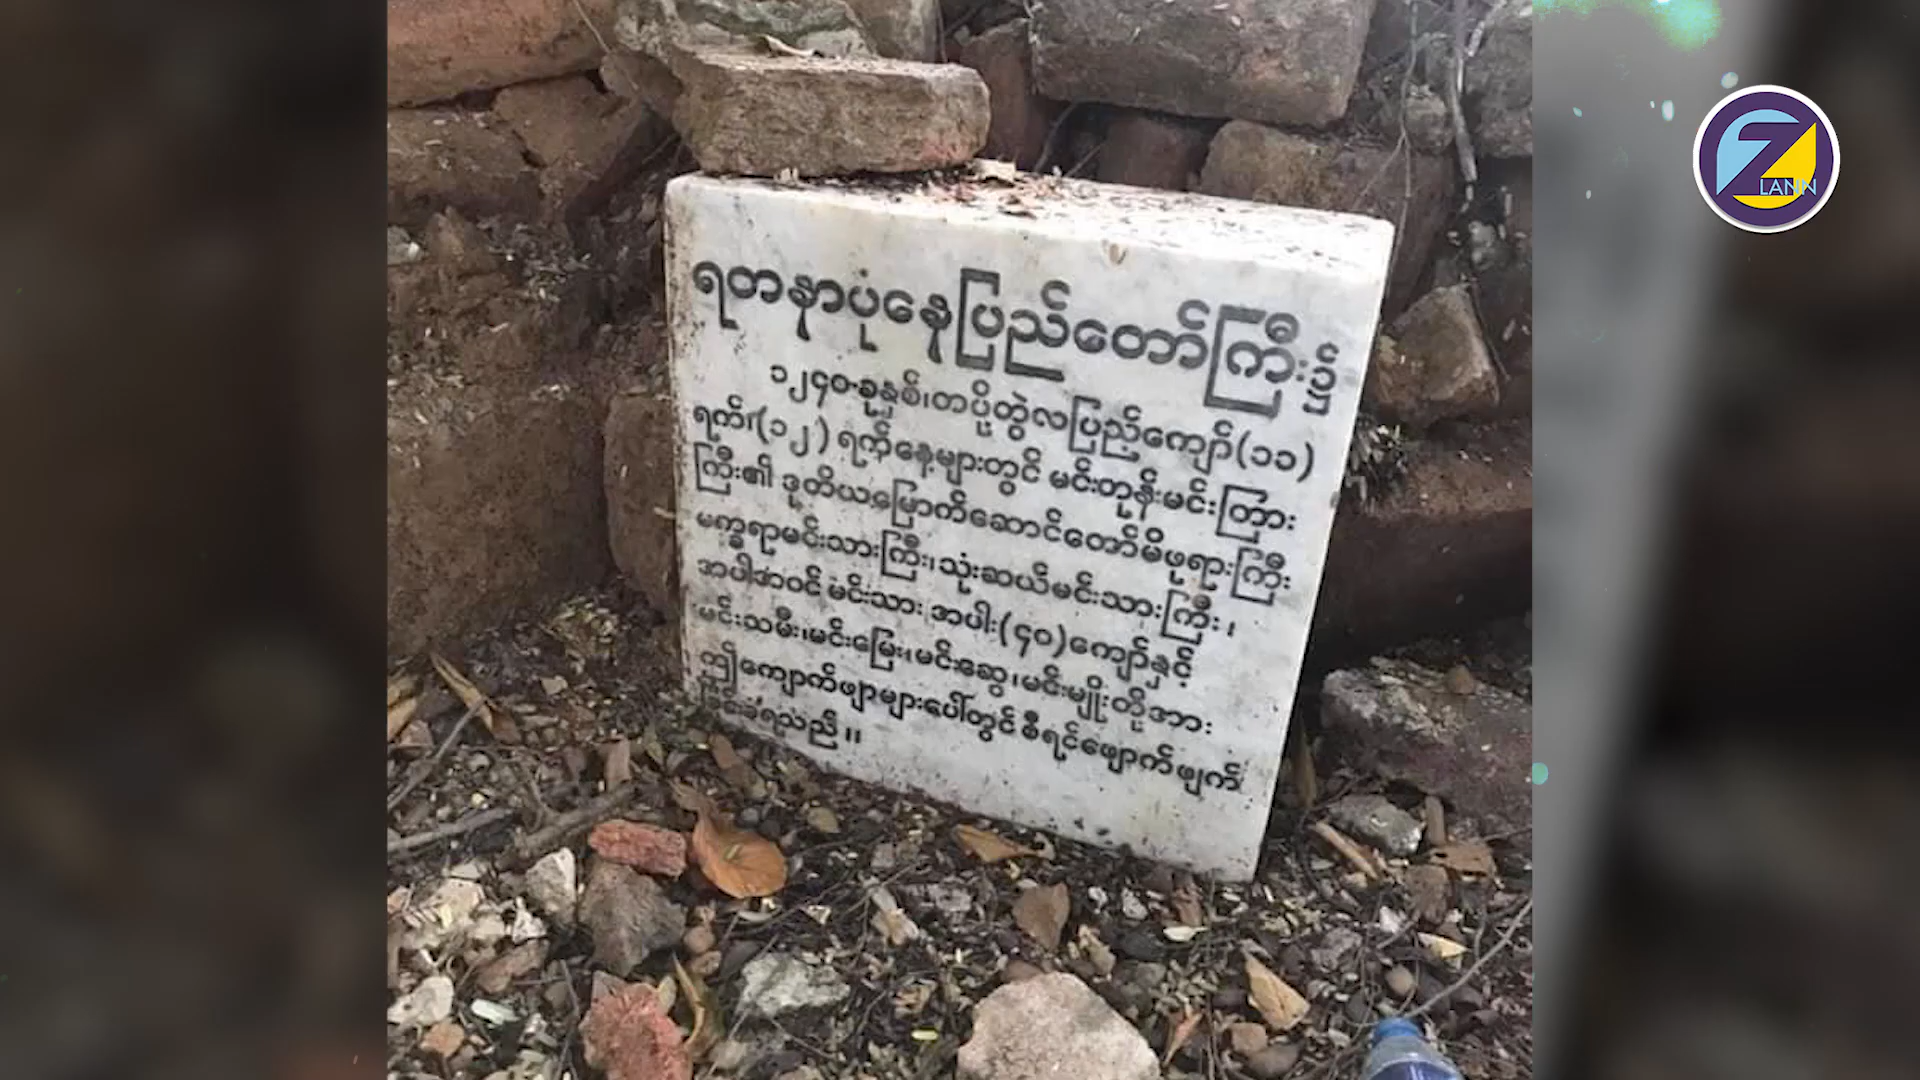 ရတနာပုံနေပြည်တော်ကြီး၌
၁၂၄၀-ခုနှစ်၊တပို့တွဲလပြည့်ကျော်(၁၁)
ရက်၊(၁၂)ရက်နေ့များတွင် မင်းတုန်းမင်းတြား
ကြီး၏ ဒုတိယမြောက်ဆောင်တော်မိဖုရားကြီး
မက္ခရာမင်းသားကြီး၊သုံးဆယ်မင်းသားကြီး၊
အပါအဝင် မင်းသား အပါး(၄၀)ကျော်နှင့်
မင်းသမီး၊မင်းမြေး၊မင်းဆွေ၊မင်းမျိုးတို့အား
ဤကျောက်ဖျာများပေါ်တွင် စီရင်ဖျောက်ဖျက်
ခြင်းခံရသည်။
Z LANN